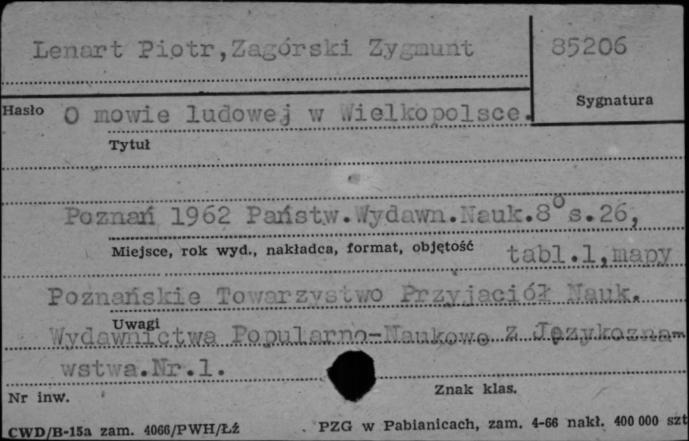 Lenart Piotr,Zagórski Zygmunt 85206
Hasło O mowie ludowej w Wielkopolsce. Sygnatura
Tytuł
Poznań 1962 Państw.Wydawn.Nauk.8° s.26,
Miejsce, rok wyd., nakładca, format, objętość tabl.1,mapy
Poznańskie Towarzystwo Przyjaciół Nauk.
Uwagi
Wydawnictwa Popularno-Naukowe z Językozna-
wstwa.Nr.1.
Nr inw. Znak klas.
CWD/B-15a zam. 4066/PWH/Łź PZG w Pabianicach, zam. 4-66 nakł. 400 000 szt